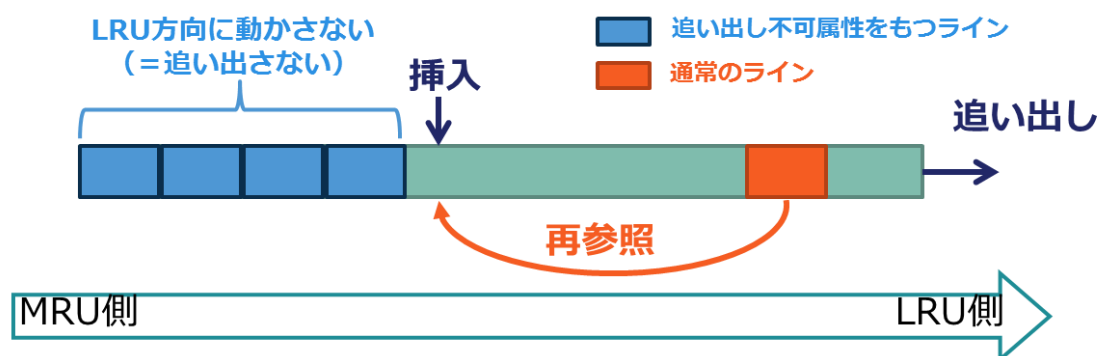 LRU方向に動かさない
(=追い出さない)
追い出し不可属性をもつライン
通常のライン
挿入
追い出し
再参照
MRU側
LRU側